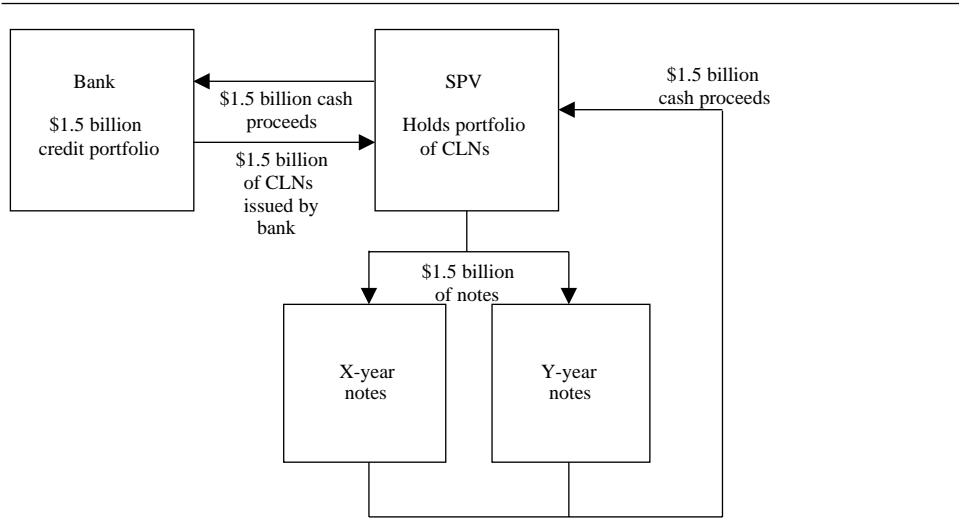 Bank
$1.5 billion
credit portfolio
$1.5 billion cash
proceeds
$1.5 billion
of CLNs
issued by
bank
SPV
Holds portfolio
of CLNs
$1.5 billion
cash proceeds
$1.5 billion
of notes
X-year
notes
Y-year
notes